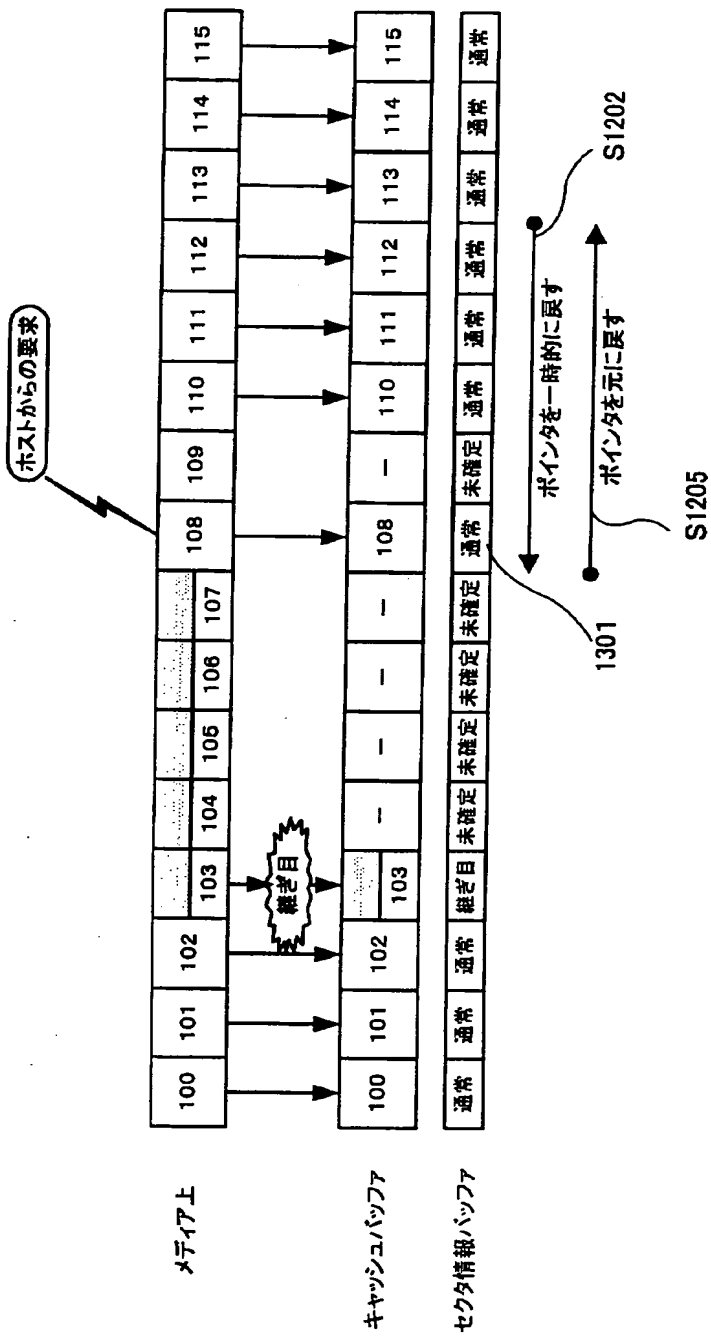 ホストからの要求
メディア上
100 101 102 103 104 105 106 107 108 109 110 111 112 113 114 115
継ぎ目
キャッシュバッファ
100 101 102 103 － － － － 108 － 110 111 112 113 114 115
セクタ情報バッファ
通常 通常 通常 継ぎ目 未確定 未確定 未確定 未確定 通常 未確定 通常 通常 通常 通常 通常 通常
1301
ポインタを一時的に戻す
S1202
ポインタを元に戻す
S1205